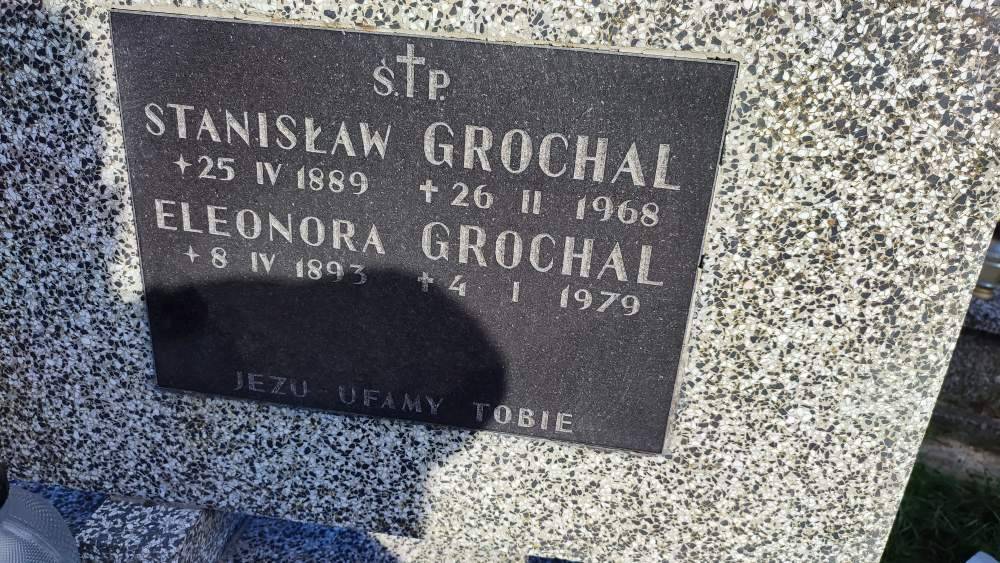 Ś.†P.
STANISŁAW GROCHAL
+25 IV 1889 †26 II 1968
ELEONORA GROCHAL
+8 IV 1893 †4 I 1979
JEZU UFAMY TOBIE